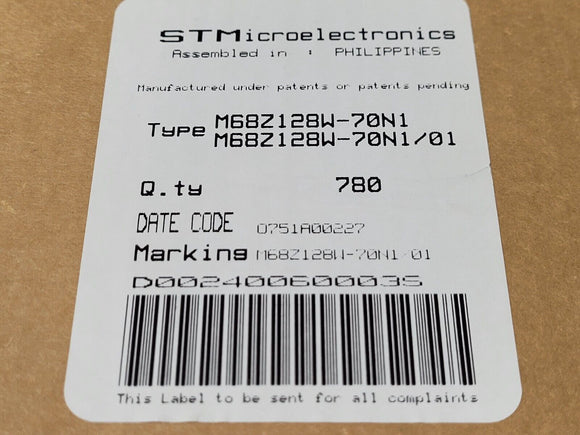 STMicroelectronics
Assembled in : PHILIPPINES
Manufactured under patents or patents pending
Type M68Z128W-70N1
M68Z128W-70N1/01
Q.ty 780
DATE CODE 0751A00227
Marking M68Z128W-70N1/01
D00240060003S
This Label to be sent for all complaints